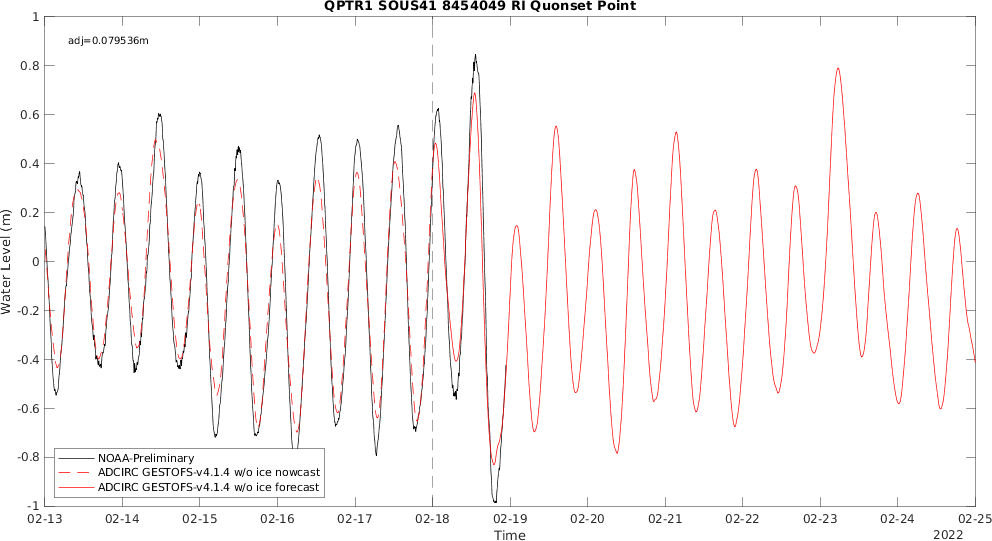 QPTR1 SOUS41 8454049 RI Quonset Point
adj=0.079536m
1
0.8
0.6
0.4
0.2
0
-0.2
-0.4
-0.6
-0.8
-1
Water Level (m)
NOAA-Preliminary
ADCIRC GESTOFS-v4.1.4 w/o ice nowcast
ADCIRC GESTOFS-v4.1.4 w/o ice forecast
02-13 02-14 02-15 02-16 02-17 02-18 02-19 02-20 02-21 02-22 02-23 02-24 02-25
Time
2022